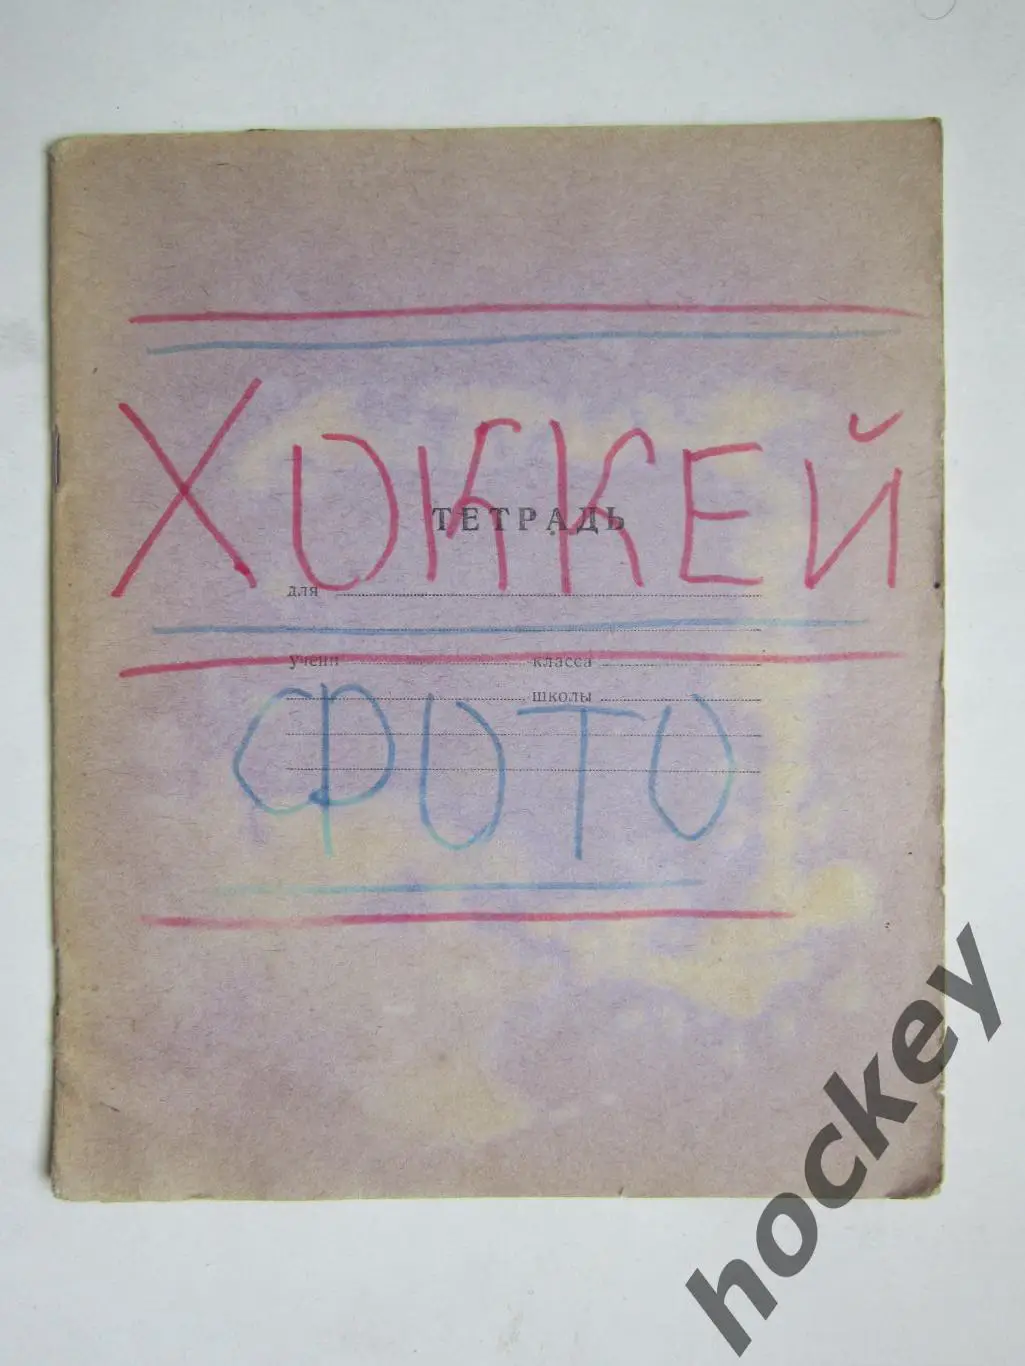 ХОККЕЙ
ТЕТРАДЬ
для
учени класса
школы
ФОТО
hockey